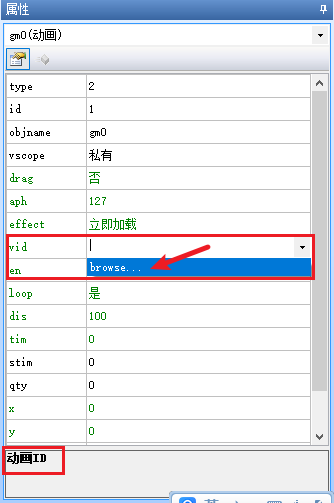 属性
gm0(动画)
type 2
id 1
objname gm0
vscope 私有
drag 否
aph 127
effect 立即加载
vid
en browse...
loop 是
dis 100
tim 0
stim 0
qty 0
x 0
y 0
动画ID